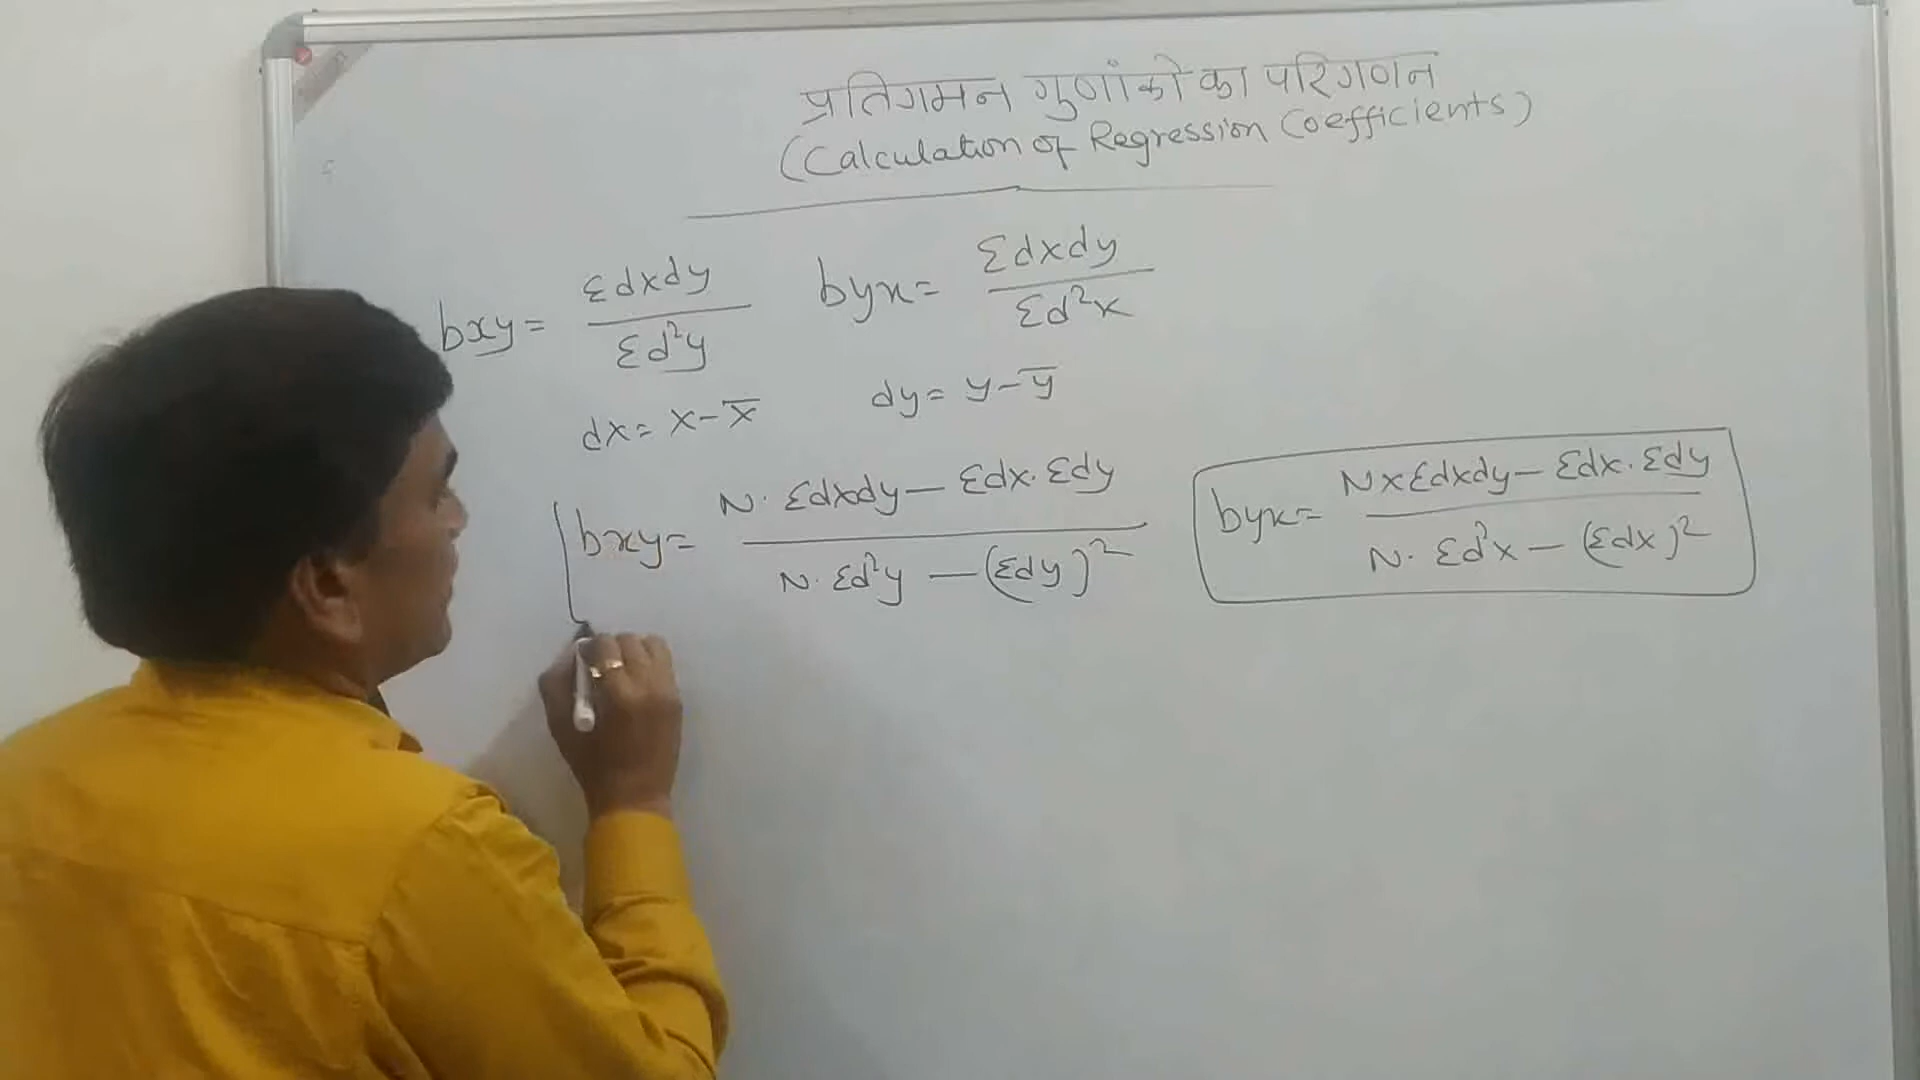 प्रतिगमन गुणांको का परिगणन
(Calculation of Regression Coefficients)
bxy = Σdxdy / Σd²y byx = Σdxdy / Σd²x
dx = x - x̅ dy = y - y̅
bxy = N. Σdxdy - Σdx. Σdy / N. Σd²y - (Σdy)² byx = N x Σdxdy - Σdx. Σdy / N. Σd²x - (Σdx)²